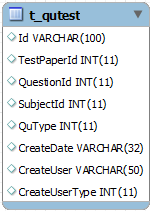 t_qutest
Id VARCHAR(100)
TestPaperId INT(11)
QuestionId INT(11)
SubjectId INT(11)
QuType INT(11)
CreateDate VARCHAR(32)
CreateUser VARCHAR(50)
CreateUserType INT(11)